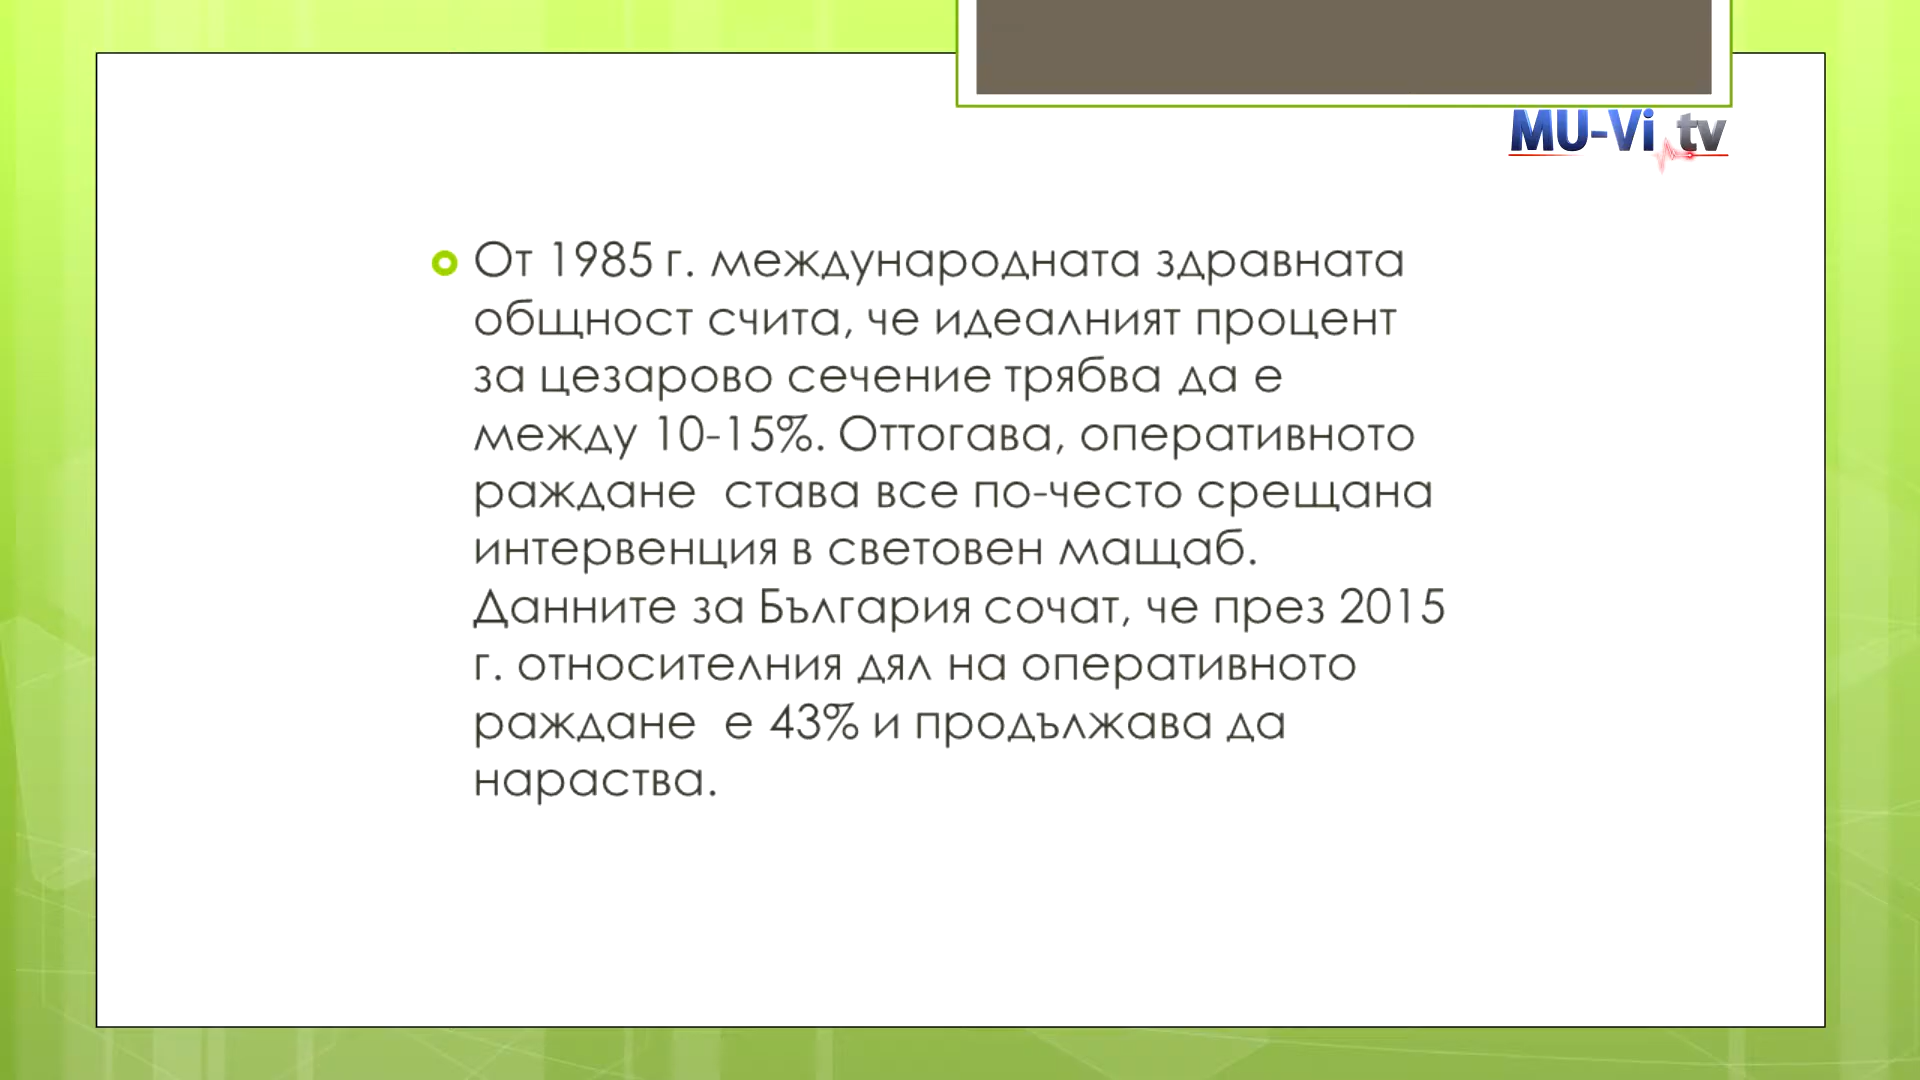 MU-Vi tv
От 1985 г. международната здравната
общност счита, че идеалният процент
за цезарово сечение трябва да е
между 10-15%. Оттогава, оперативното
раждане  става все по-често срещана
интервенция в световен мащаб.
Данните за България сочат, че през 2015
г. относителния дял на оперативното
раждане  е 43% и продължава да
нараства.